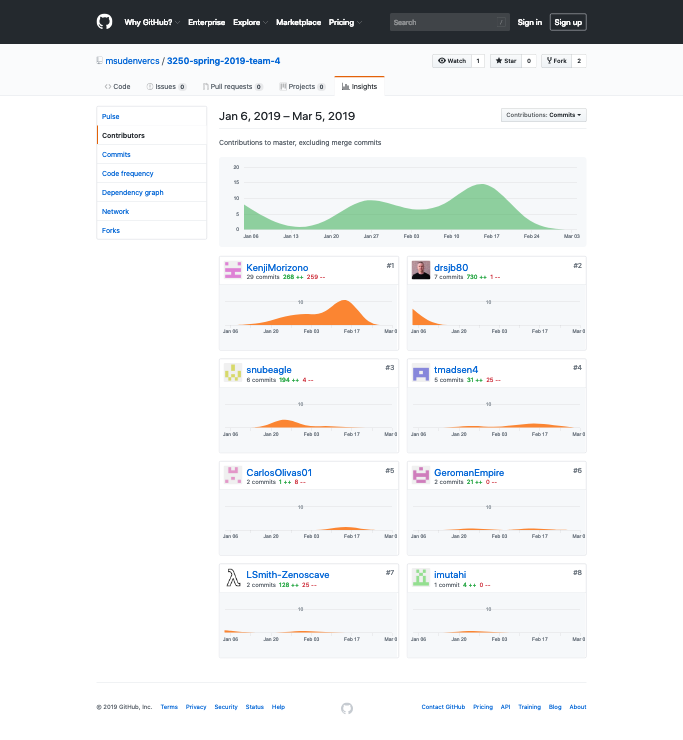 Why GitHub? Enterprise Explore Marketplace Pricing Search / Sign in Sign up
msudenvercs / 3250-spring-2019-team-4 Watch 1 Star 0 Fork 2
Code Issues 0 Pull requests 0 Projects 0 Insights
Pulse
Contributors
Commits
Code frequency
Dependency graph
Network
Forks
Jan 6, 2019 – Mar 5, 2019 Contributions: Commits
Contributions to master, excluding merge commits
20
15
10
5
0
Jan 06 Jan 13 Jan 20 Jan 27 Feb 03 Feb 10 Feb 17 Feb 24 Mar 03
KenjiMorizono #1
29 commits 268 ++ 259 --
10
Jan 06 Jan 20 Feb 03 Feb 17 Mar 0
drsjb80 #2
7 commits 730 ++ 1 --
10
Jan 06 Jan 20 Feb 03 Feb 17 Mar 0
snubeagle #3
6 commits 194 ++ 4 --
10
Jan 06 Jan 20 Feb 03 Feb 17 Mar 0
tmadsen4 #4
5 commits 31 ++ 25 --
10
Jan 06 Jan 20 Feb 03 Feb 17 Mar 0
CarlosOlivas01 #5
2 commits 1 ++ 8 --
10
Jan 06 Jan 20 Feb 03 Feb 17 Mar 0
GeromanEmpire #6
2 commits 21 ++ 0 --
10
Jan 06 Jan 20 Feb 03 Feb 17 Mar 0
LSmith-Zenoscave #7
2 commits 128 ++ 25 --
10
Jan 06 Jan 20 Feb 03 Feb 17 Mar 0
imutahi #8
1 commit 4 ++ 0 --
10
Jan 06 Jan 20 Feb 03 Feb 17 Mar 0
© 2019 GitHub, Inc. Terms Privacy Security Status Help Contact GitHub Pricing API Training Blog About